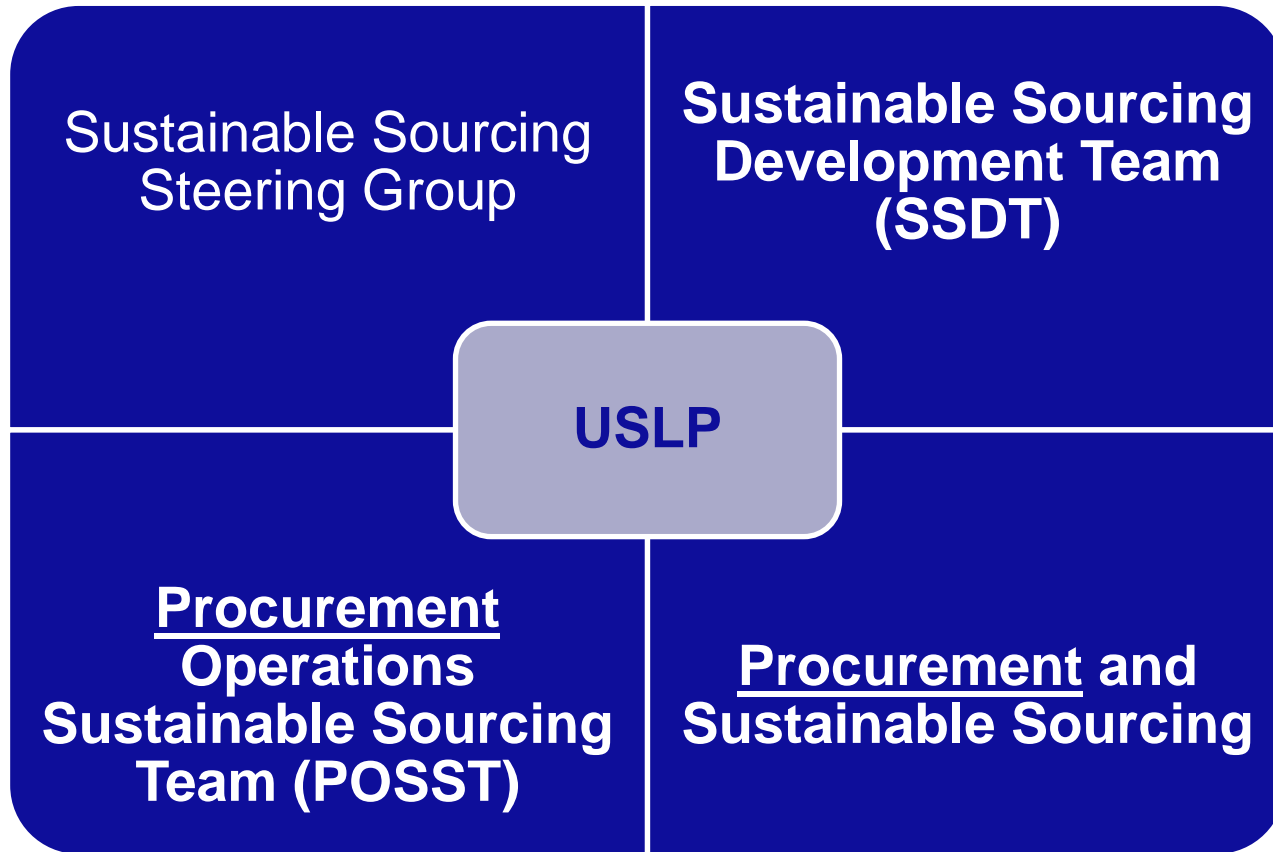 Sustainable Sourcing
Steering Group
Sustainable Sourcing
Development Team
(SSDT)
USLP
Procurement
Operations
Sustainable Sourcing
Team (POSST)
Procurement and
Sustainable Sourcing